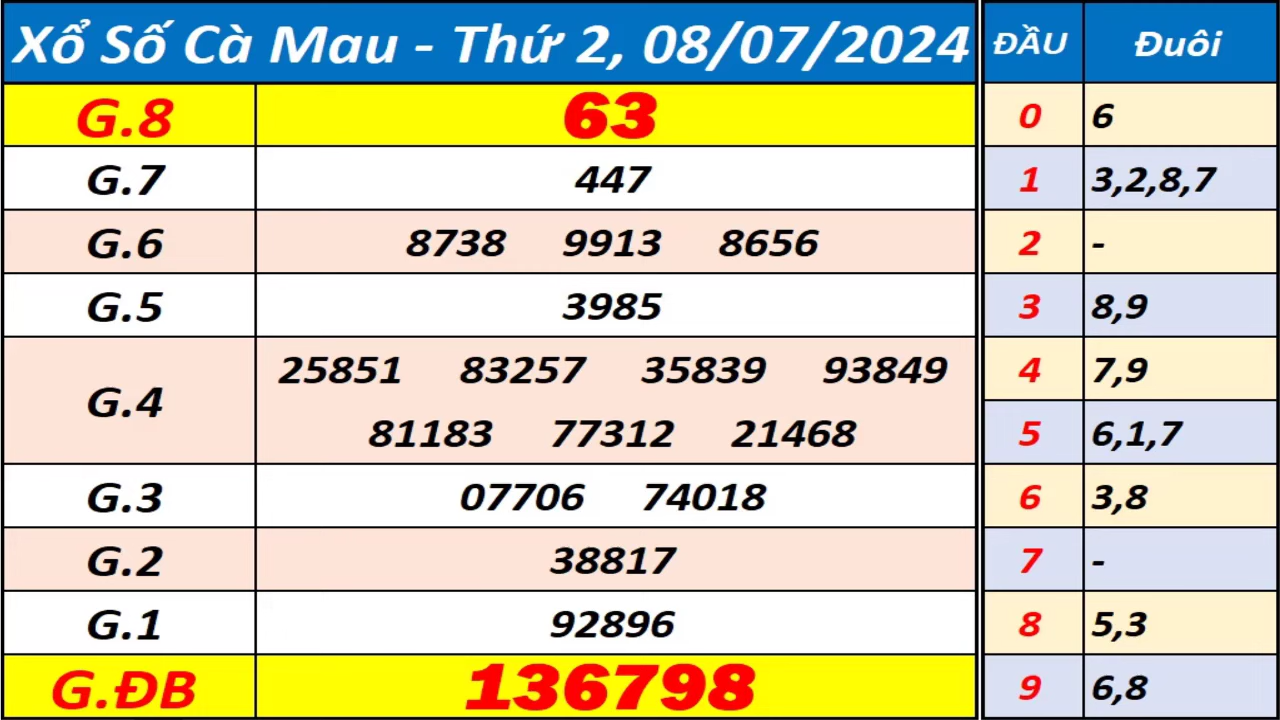 Xổ Số Cà Mau - Thứ 2, 08/07/2024 ĐẦU Đuôi
G.8 63 0 6
G.7 447 1 3,2,8,7
G.6 8738 9913 8656 2 -
G.5 3985 3 8,9
25851 83257 35839 93849 4 7,9
G.4
81183 77312 21468 5 6,1,7
G.3 07706 74018 6 3,8
G.2 38817 7 -
G.1 92896 8 5,3
G.ĐB 136798 9 6,8